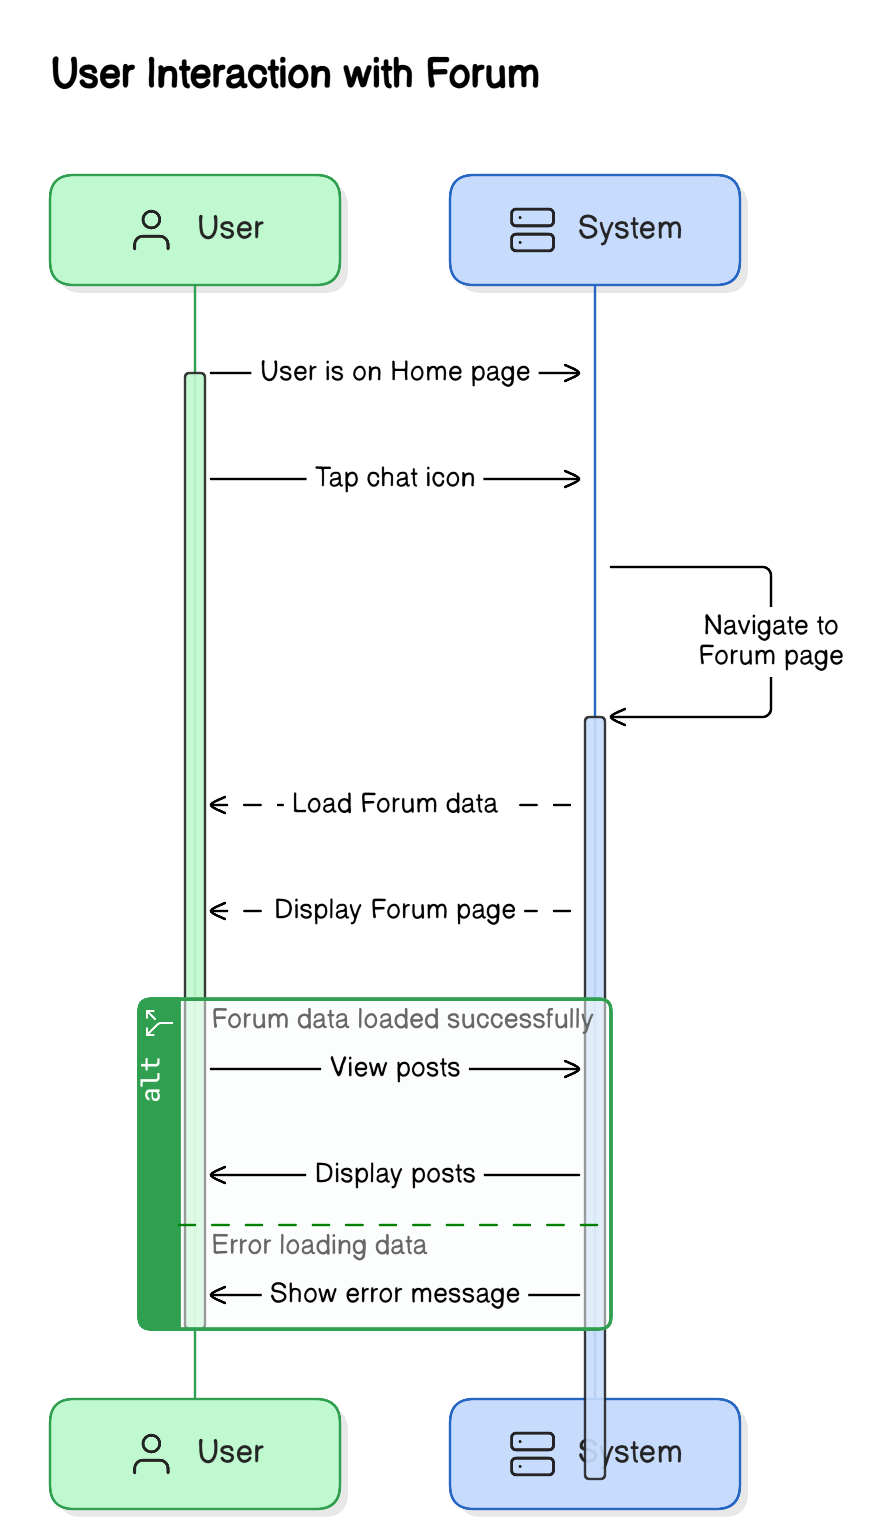 User Interaction with Forum
User
System
User is on Home page
Tap chat icon
Navigate to
Forum page
Load Forum data
Display Forum page
alt
Forum data loaded successfully
View posts
Display posts
Error loading data
Show error message
User
System